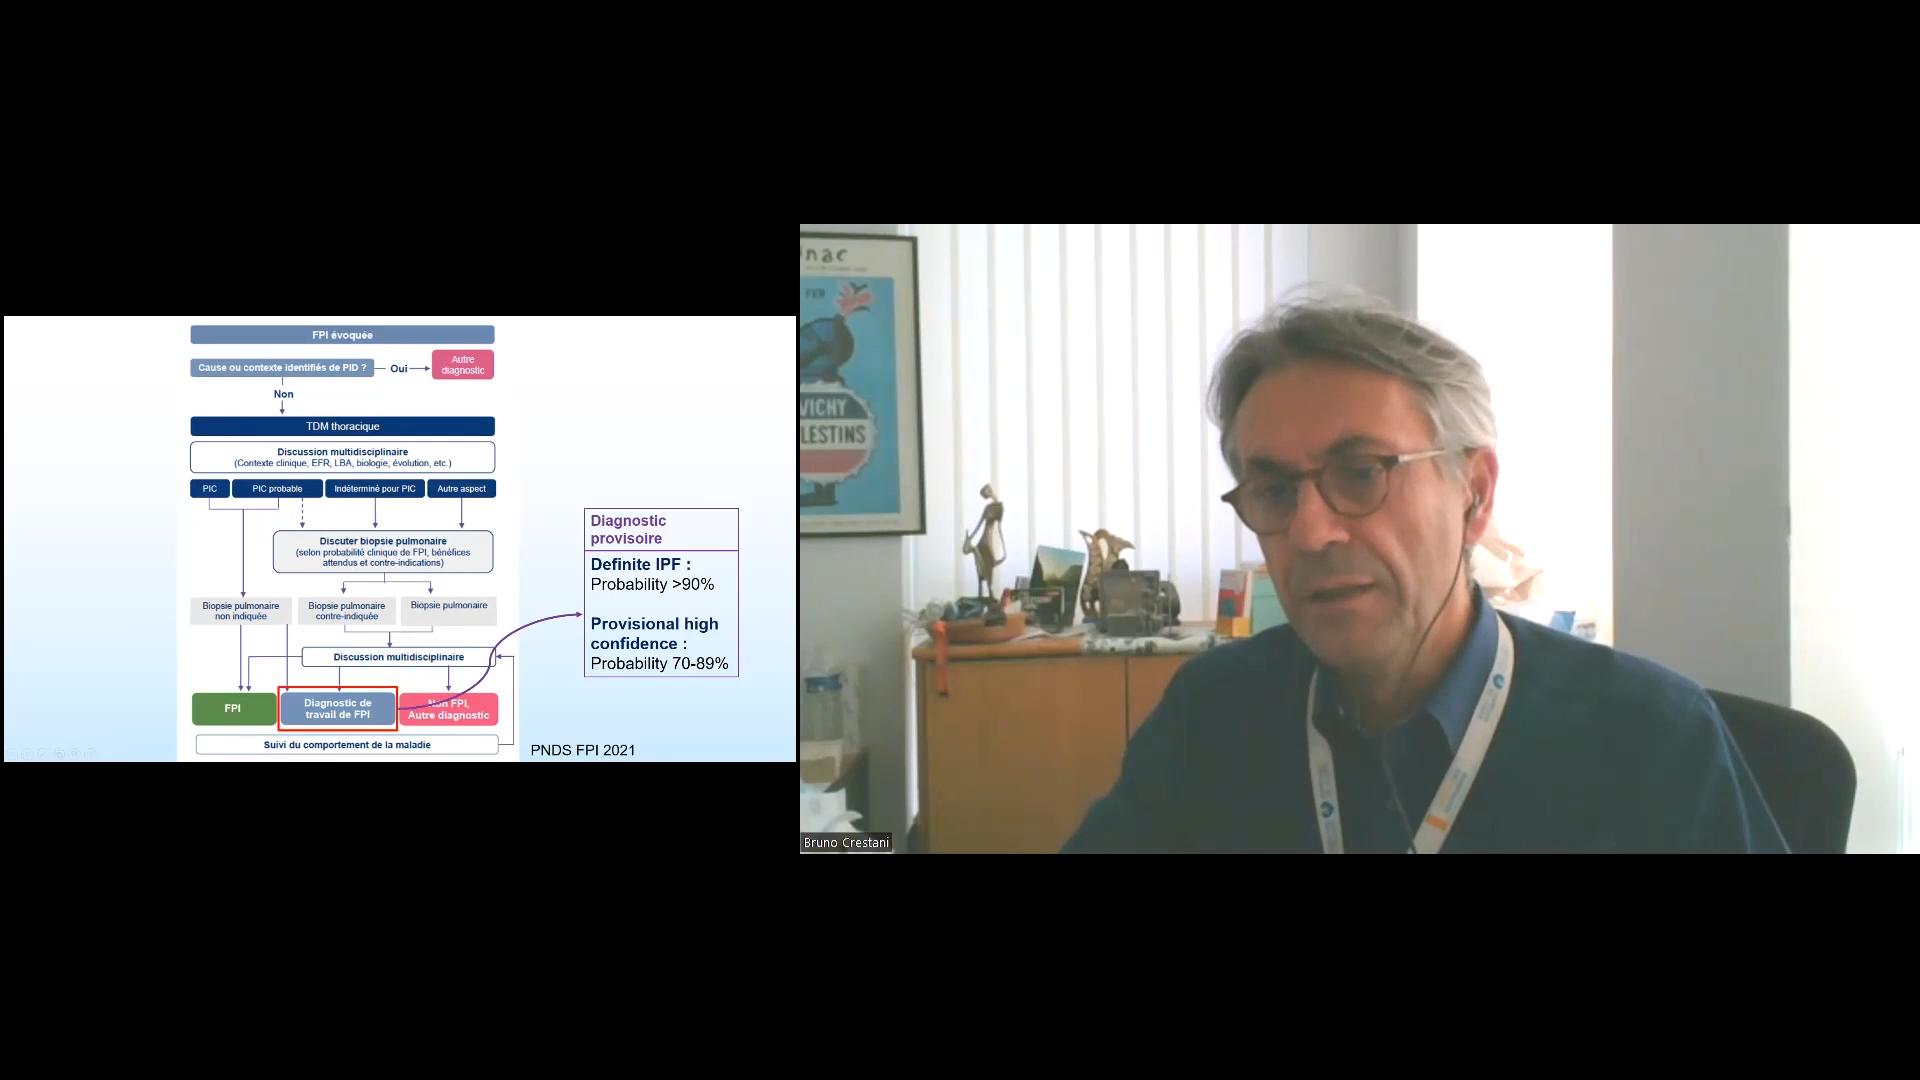 FPI évoquée
Cause ou contexte identifiés de PID ?
Oui
Autre
diagnostic
Non
TDM thoracique
Discussion multidisciplinaire
(Contexte clinique, EFR, LBA, biologie, évolution, etc.)
PIC
PIC probable
Indéterminé pour PIC
Autre aspect
Discuter biopsie pulmonaire
(selon probabilité clinique de FPI, bénéfices
attendus et contre-indications)
Biopsie pulmonaire
non indiquée
Biopsie pulmonaire
contre-indiquée
Biopsie pulmonaire
Discussion multidisciplinaire
FPI
Diagnostic de
travail de FPI
Non FPI,
Autre diagnostic
Suivi du comportement de la maladie
PNDS FPI 2021
Diagnostic
provisoire
Definite IPF :
Probability >90%
Provisional high
confidence :
Probability 70-89%
nac
FER
VICHY
LESTINS
Bruno Crestani